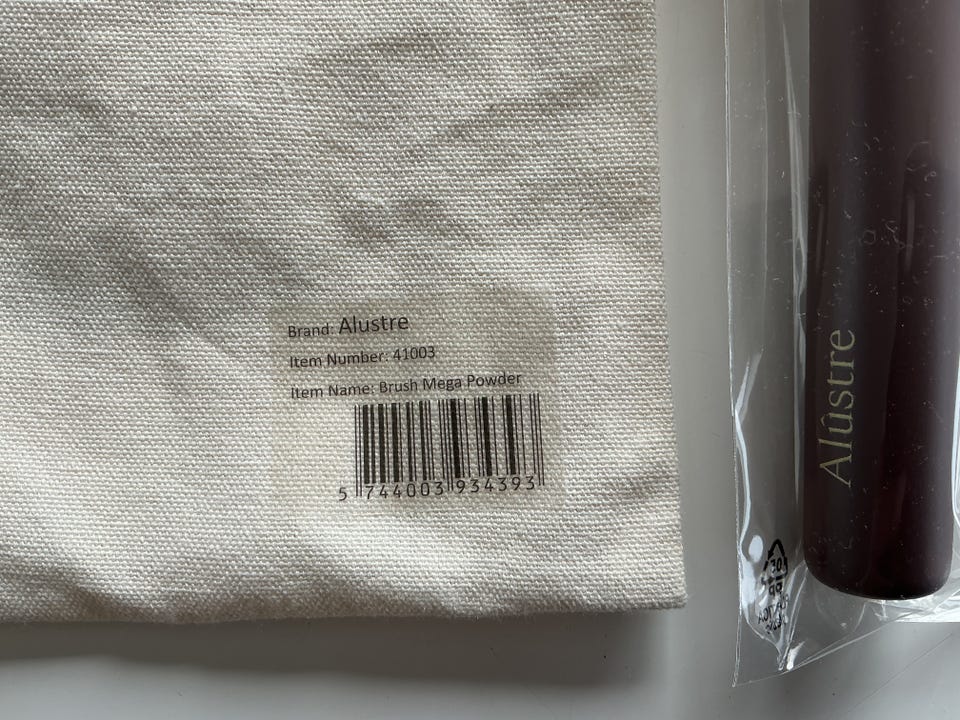 Brand: Alustre
Item Number: 41003
Item Name: Brush Mega Powder
5 744003 934393
Alûstre